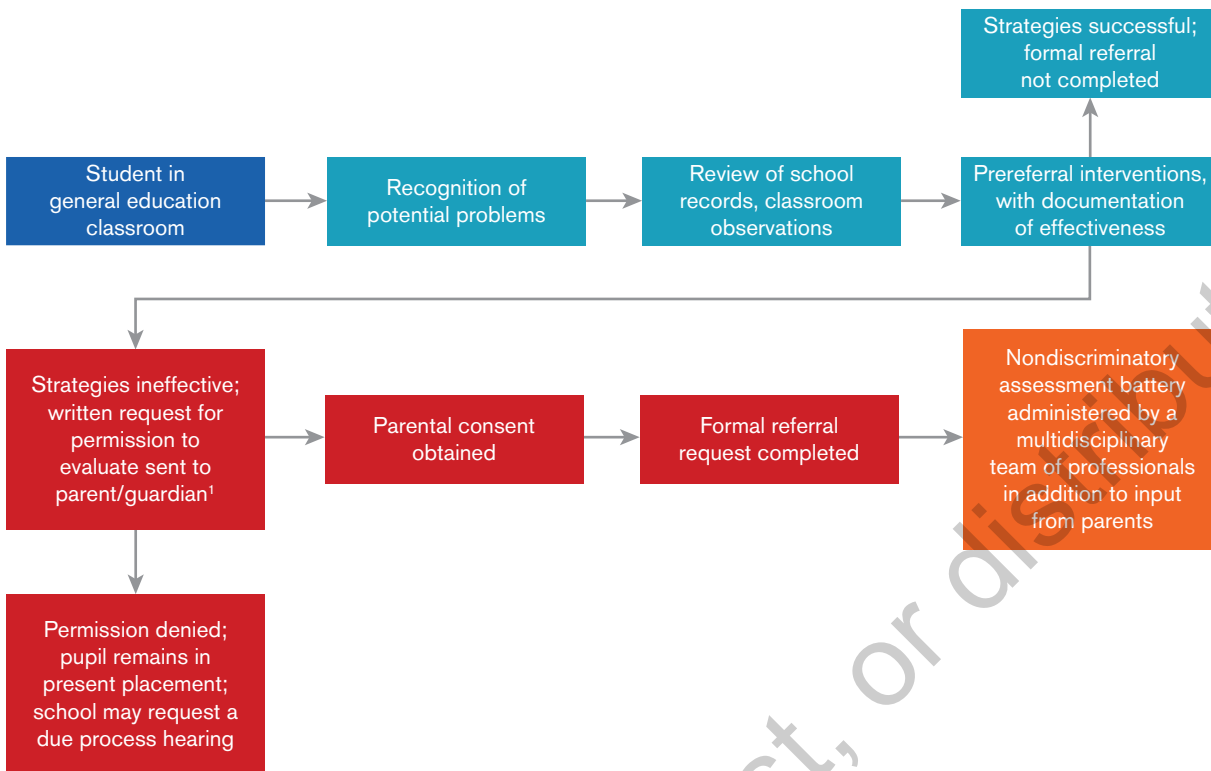 Strategies successful;
formal referral
not completed
Student in
general education
classroom
Recognition of
potential problems
Review of school
records, classroom
observations
Prereferral interventions,
with documentation
of effectiveness
Strategies ineffective;
written request for
permission to
evaluate sent to
parent/guardian¹
Parental consent
obtained
Formal referral
request completed
Nondiscriminatory
assessment battery
administered by a
multidisciplinary
team of professionals
in addition to input
from parents
Permission denied;
pupil remains in
present placement;
school may request a
due process hearing
or